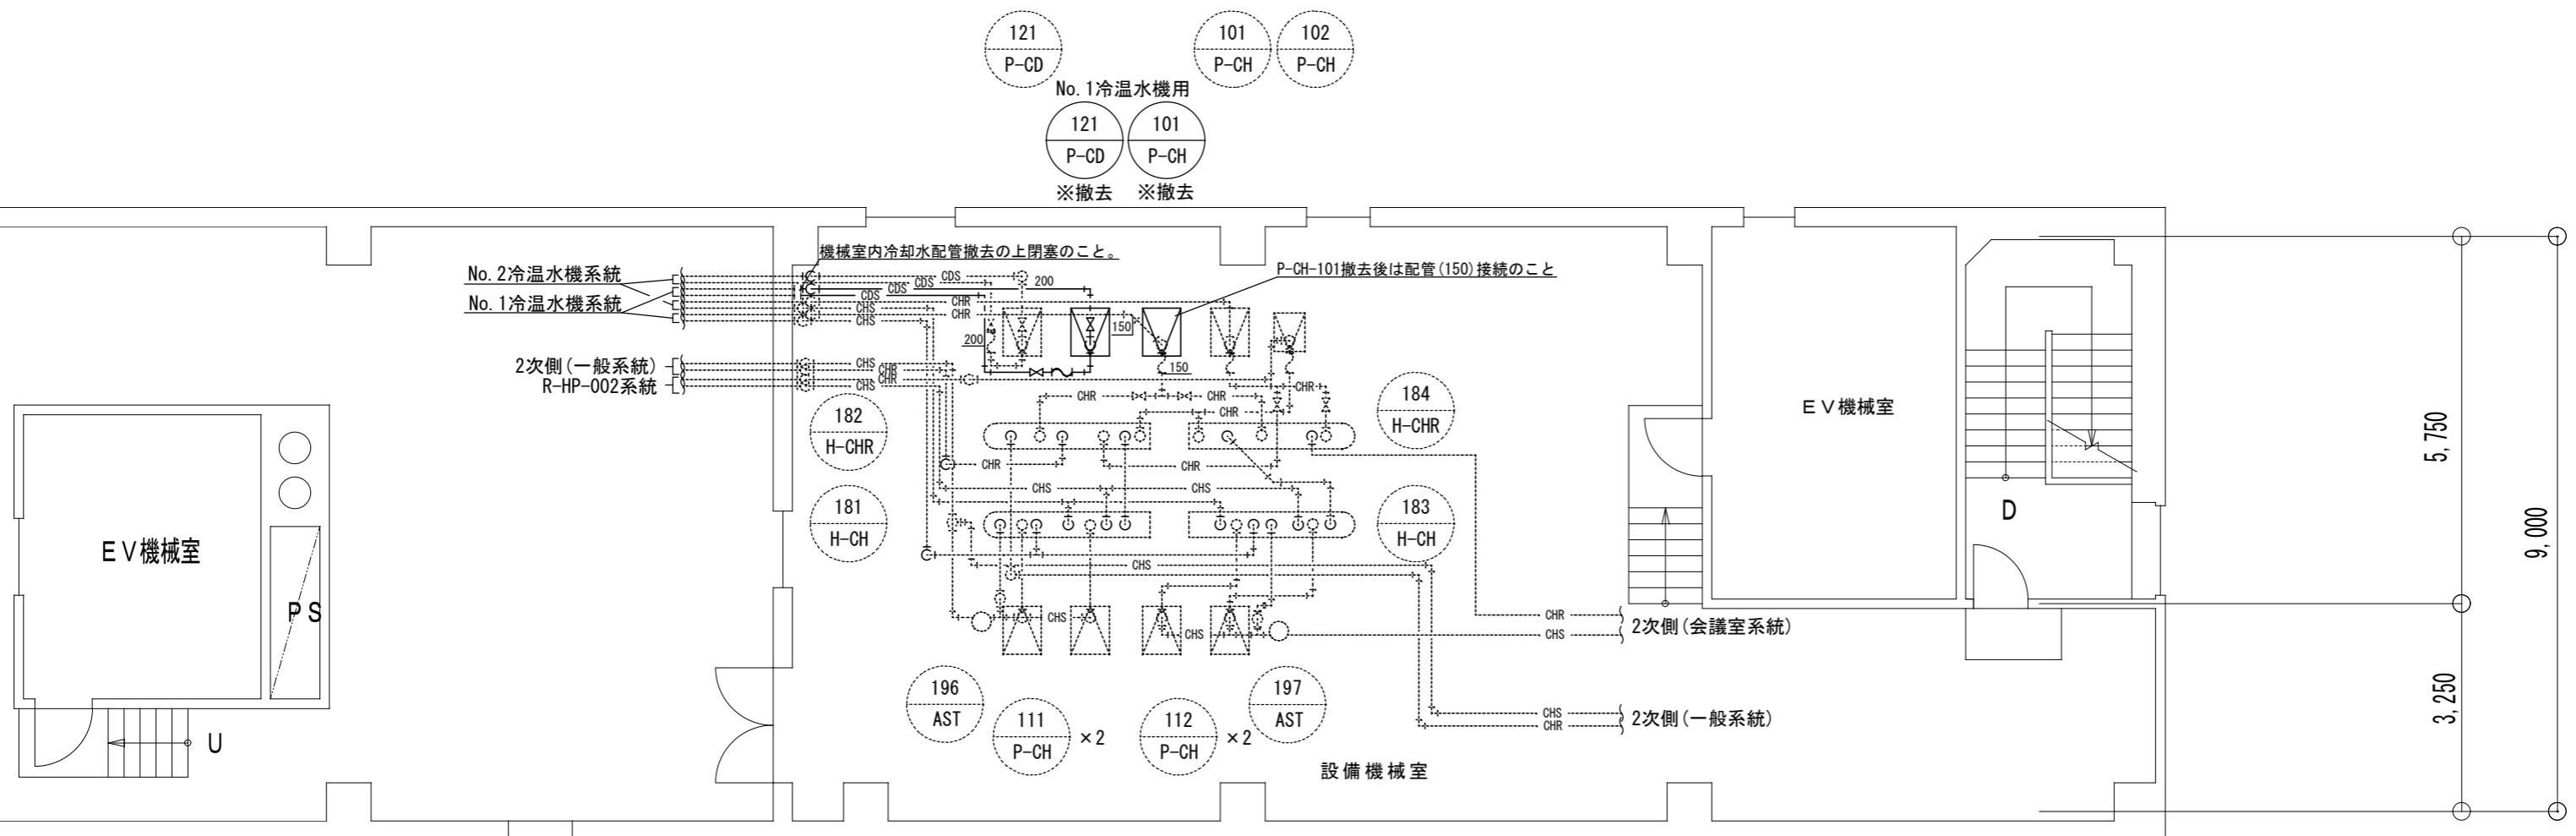 121
P-CD
101
P-CH
102
P-CH
No.1冷温水機用
121
P-CD
101
P-CH
※撤去
※撤去
機械室内冷却水配管撤去の上閉塞のこと。
P-CH-101撤去後は配管(150)接続のこと
No.2冷温水機系統
No.1冷温水機系統
CDS
CDS
CDS
CDS
200
CHR
CHS
CHR
CHS
150
200
150
2次側(一般系統)
R-HP-002系統
CHS
CHR
CHR
CHS
CHR
CHR
CHR
CHR
182
H-CHR
184
H-CHR
CHR
CHR
CHS
CHS
181
H-CH
183
H-CH
CHS
CHS
CHS
CHR
CHS
2次側(会議室系統)
196
AST
111
P-CH
×2
112
P-CH
×2
197
AST
CHS
CHR
2次側(一般系統)
設備機械室
EV機械室
PS
U
EV機械室
D
5,750
9,000
3,250